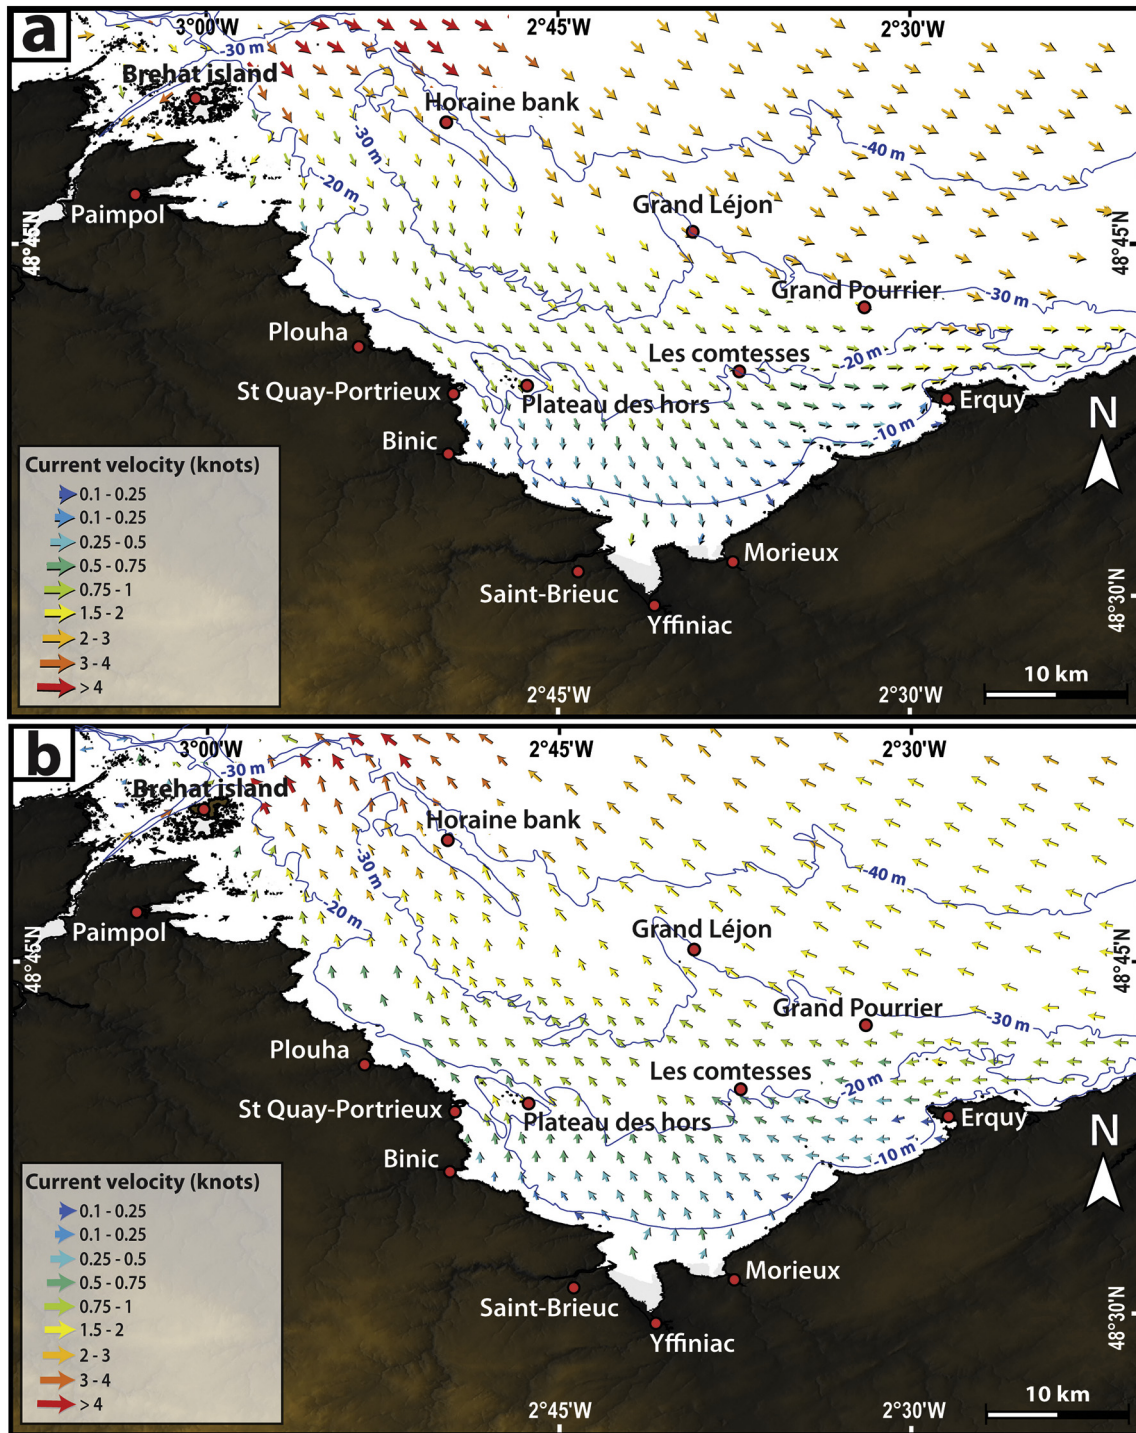 a
3°00'W
2°45'W
2°30'W
-30 m
Brehat island
Horaine bank
-30 m
-40 m
-20 m
Paimpol
Grand Léjon
48°45'N
48°45'N
Grand Pourrier
-30 m
Plouha
Les comtesses
-20 m
St Quay-Portrieux
Plateau des hors
Erquy
Binic
-10 m
N
Current velocity (knots)
0.1 - 0.25
0.1 - 0.25
0.25 - 0.5
0.5 - 0.75
0.75 - 1
1.5 - 2
2 - 3
3 - 4
> 4
Morieux
Saint-Brieuc
Yffiniac
48°30'N
10 km
2°45'W
2°30'W
b
3°00'W
2°45'W
2°30'W
-30 m
Brehat island
Horaine bank
-30 m
-40 m
-20 m
Paimpol
Grand Léjon
48°45'N
48°45'N
Grand Pourrier
-30 m
Plouha
Les comtesses
-20 m
St Quay-Portrieux
Plateau des hors
Erquy
Binic
-10 m
N
Current velocity (knots)
0.1 - 0.25
0.1 - 0.25
0.25 - 0.5
0.5 - 0.75
0.75 - 1
1.5 - 2
2 - 3
3 - 4
> 4
Morieux
Saint-Brieuc
Yffiniac
48°30'N
10 km
2°45'W
2°30'W